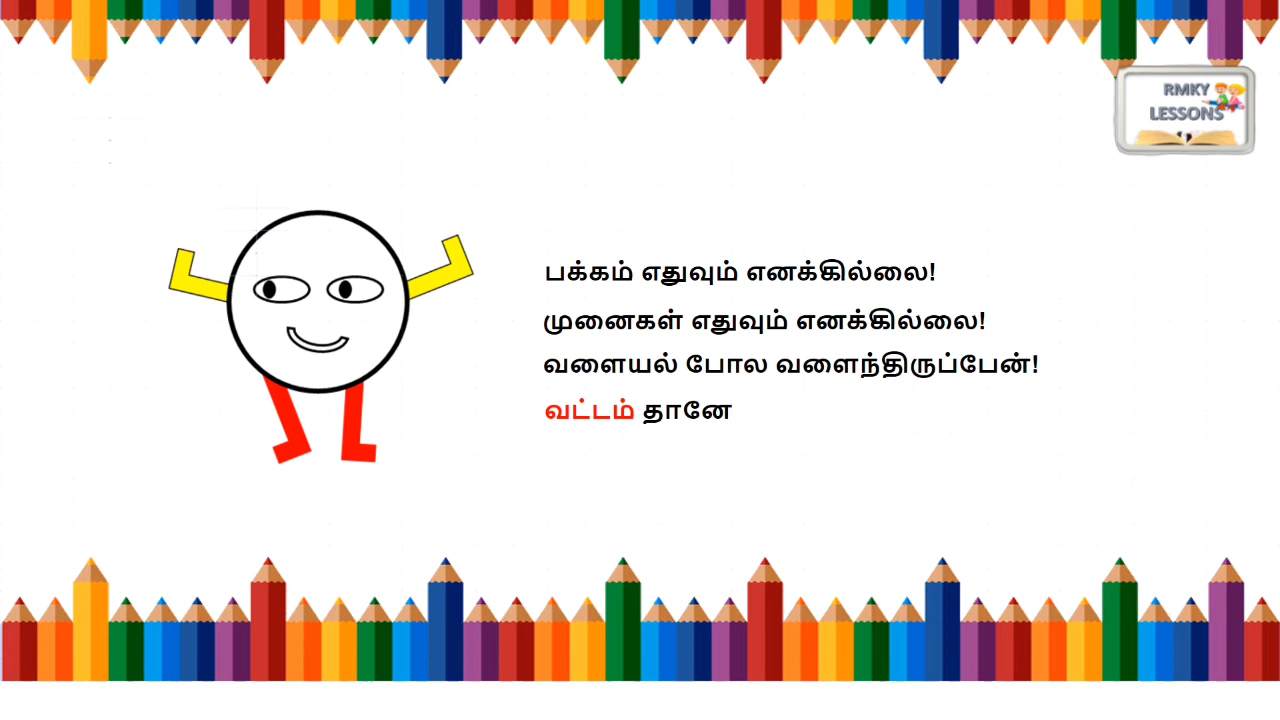 RMKY
LESSONS
பக்கம் எதுவும் எனக்கில்லை!
முனைகள் எதுவும் எனக்கில்லை!
வளையல் போல வளைந்திருப்பேன்!
வட்டம் தானே